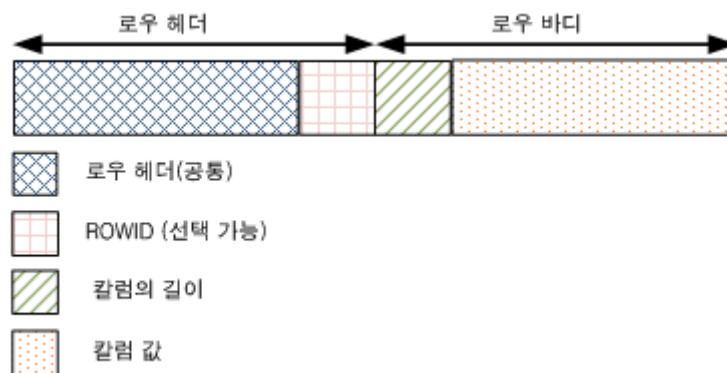 로우 헤더
로우 바디
로우 헤더(공통)
ROWID (선택 가능)
칼럼의 길이
칼럼 값